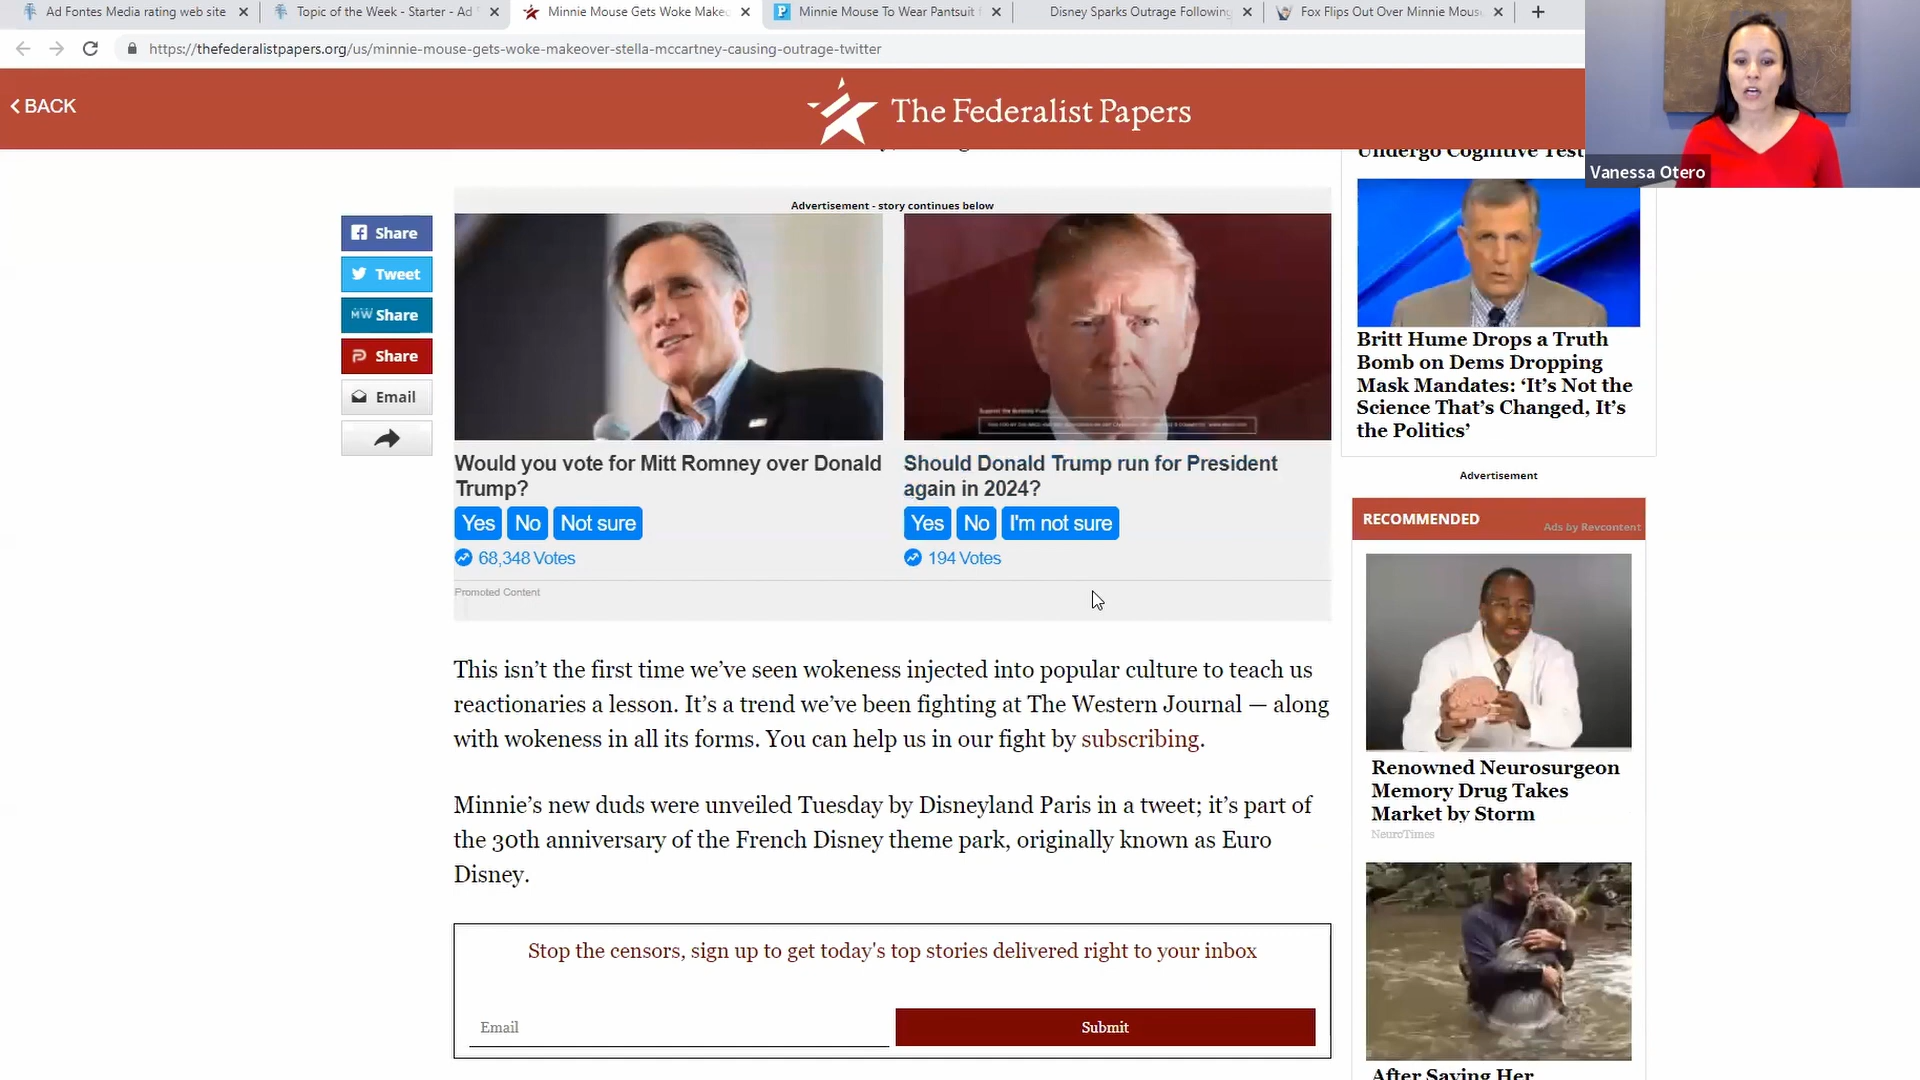 Ad Fontes Media rating web site
Topic of the Week - Starter - Ad
Minnie Mouse Gets Woke Make
Minnie Mouse To Wear Pantsuit
Disney Sparks Outrage Following
Fox Flips Out Over Minnie Mous
https://thefederalistpapers.org/us/minnie-mouse-gets-woke-makeover-stella-mccartney-causing-outrage-twitter
BACK
The Federalist Papers
Vanessa Otero
Undergo Cognitive Test
Advertisement - story continues below
Share
Tweet
MW Share
Share
Email
Would you vote for Mitt Romney over Donald
Trump?
Yes No Not sure
68,348 Votes
Should Donald Trump run for President
again in 2024?
Yes No I'm not sure
194 Votes
Promoted Content
This isn’t the first time we’ve seen wokeness injected into popular culture to teach us
reactionaries a lesson. It’s a trend we’ve been fighting at The Western Journal — along
with wokeness in all its forms. You can help us in our fight by subscribing.
Minnie’s new duds were unveiled Tuesday by Disneyland Paris in a tweet; it’s part of
the 30th anniversary of the French Disney theme park, originally known as Euro
Disney.
Stop the censors, sign up to get today's top stories delivered right to your inbox
Email
Submit
Britt Hume Drops a Truth
Bomb on Dems Dropping
Mask Mandates: ‘It’s Not the
Science That’s Changed, It’s
the Politics’
Advertisement
RECOMMENDED
Ads by Revcontent
Renowned Neurosurgeon
Memory Drug Takes
Market by Storm
NeuroTimes
After Saving Her